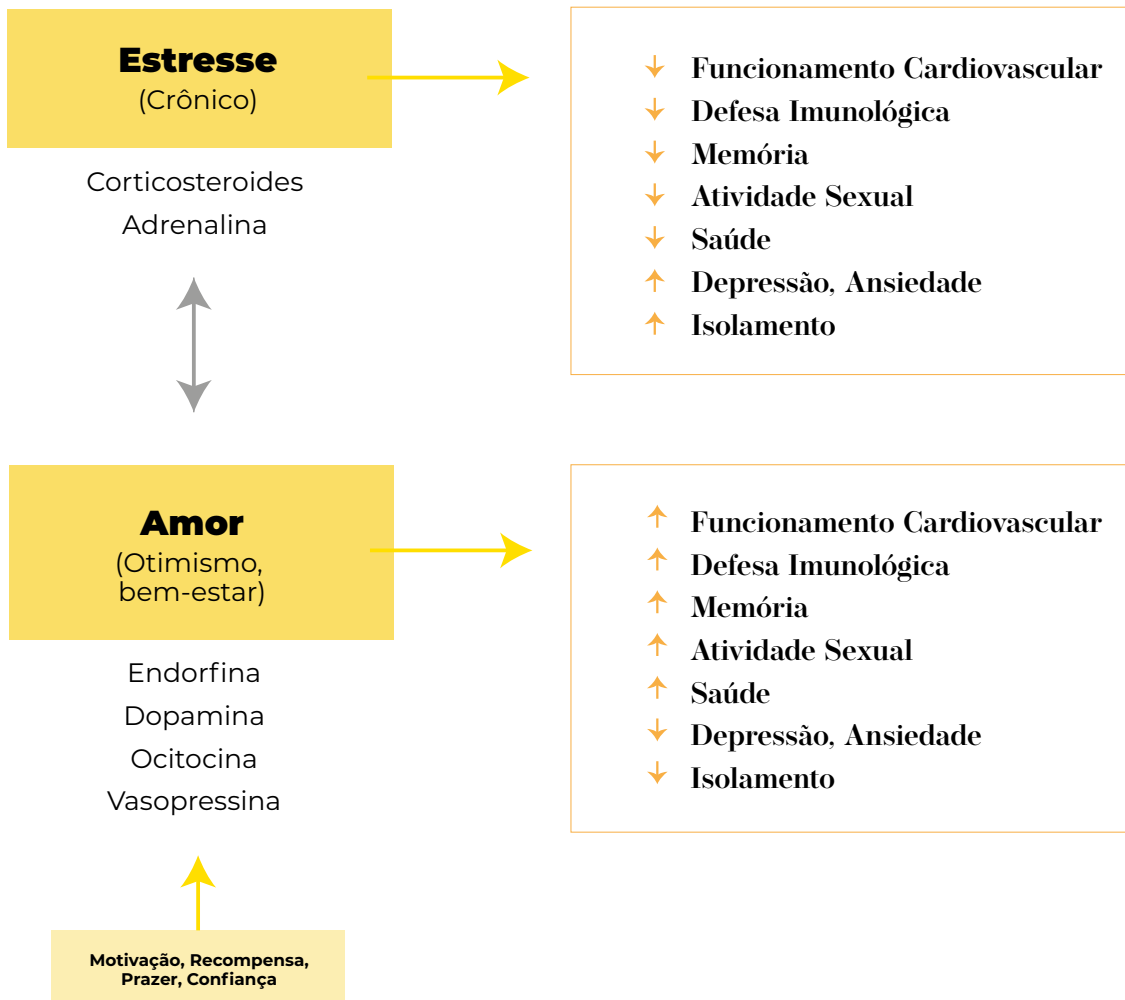 Estresse
(Crônico)
Corticosteroides
Adrenalina
↓ Funcionamento Cardiovascular
↓ Defesa Imunológica
↓ Memória
↓ Atividade Sexual
↓ Saúde
↑ Depressão, Ansiedade
↑ Isolamento
Amor
(Otimismo,
bem-estar)
Endorfina
Dopamina
Ocitocina
Vasopressina
↑ Funcionamento Cardiovascular
↑ Defesa Imunológica
↑ Memória
↑ Atividade Sexual
↑ Saúde
↓ Depressão, Ansiedade
↓ Isolamento
Motivação, Recompensa,
Prazer, Confiança